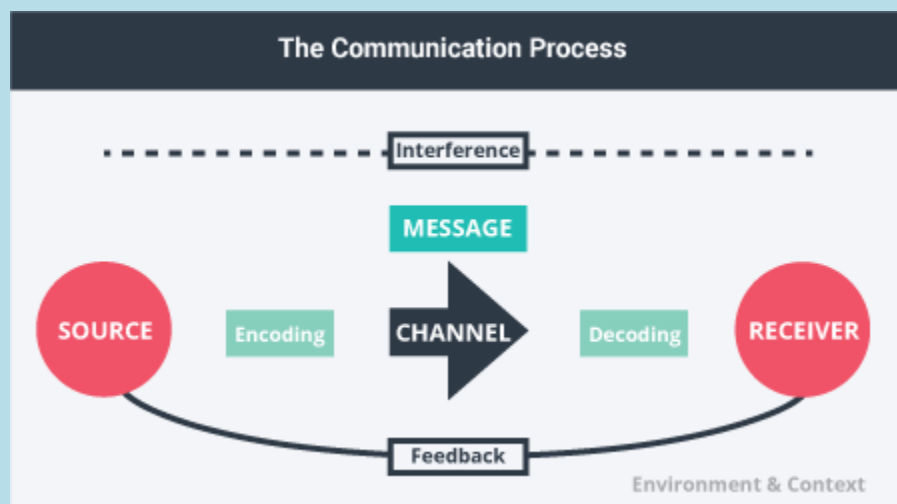 The Communication Process
Interference
MESSAGE
SOURCE
Encoding
CHANNEL
Decoding
RECEIVER
Feedback
Environment & Context